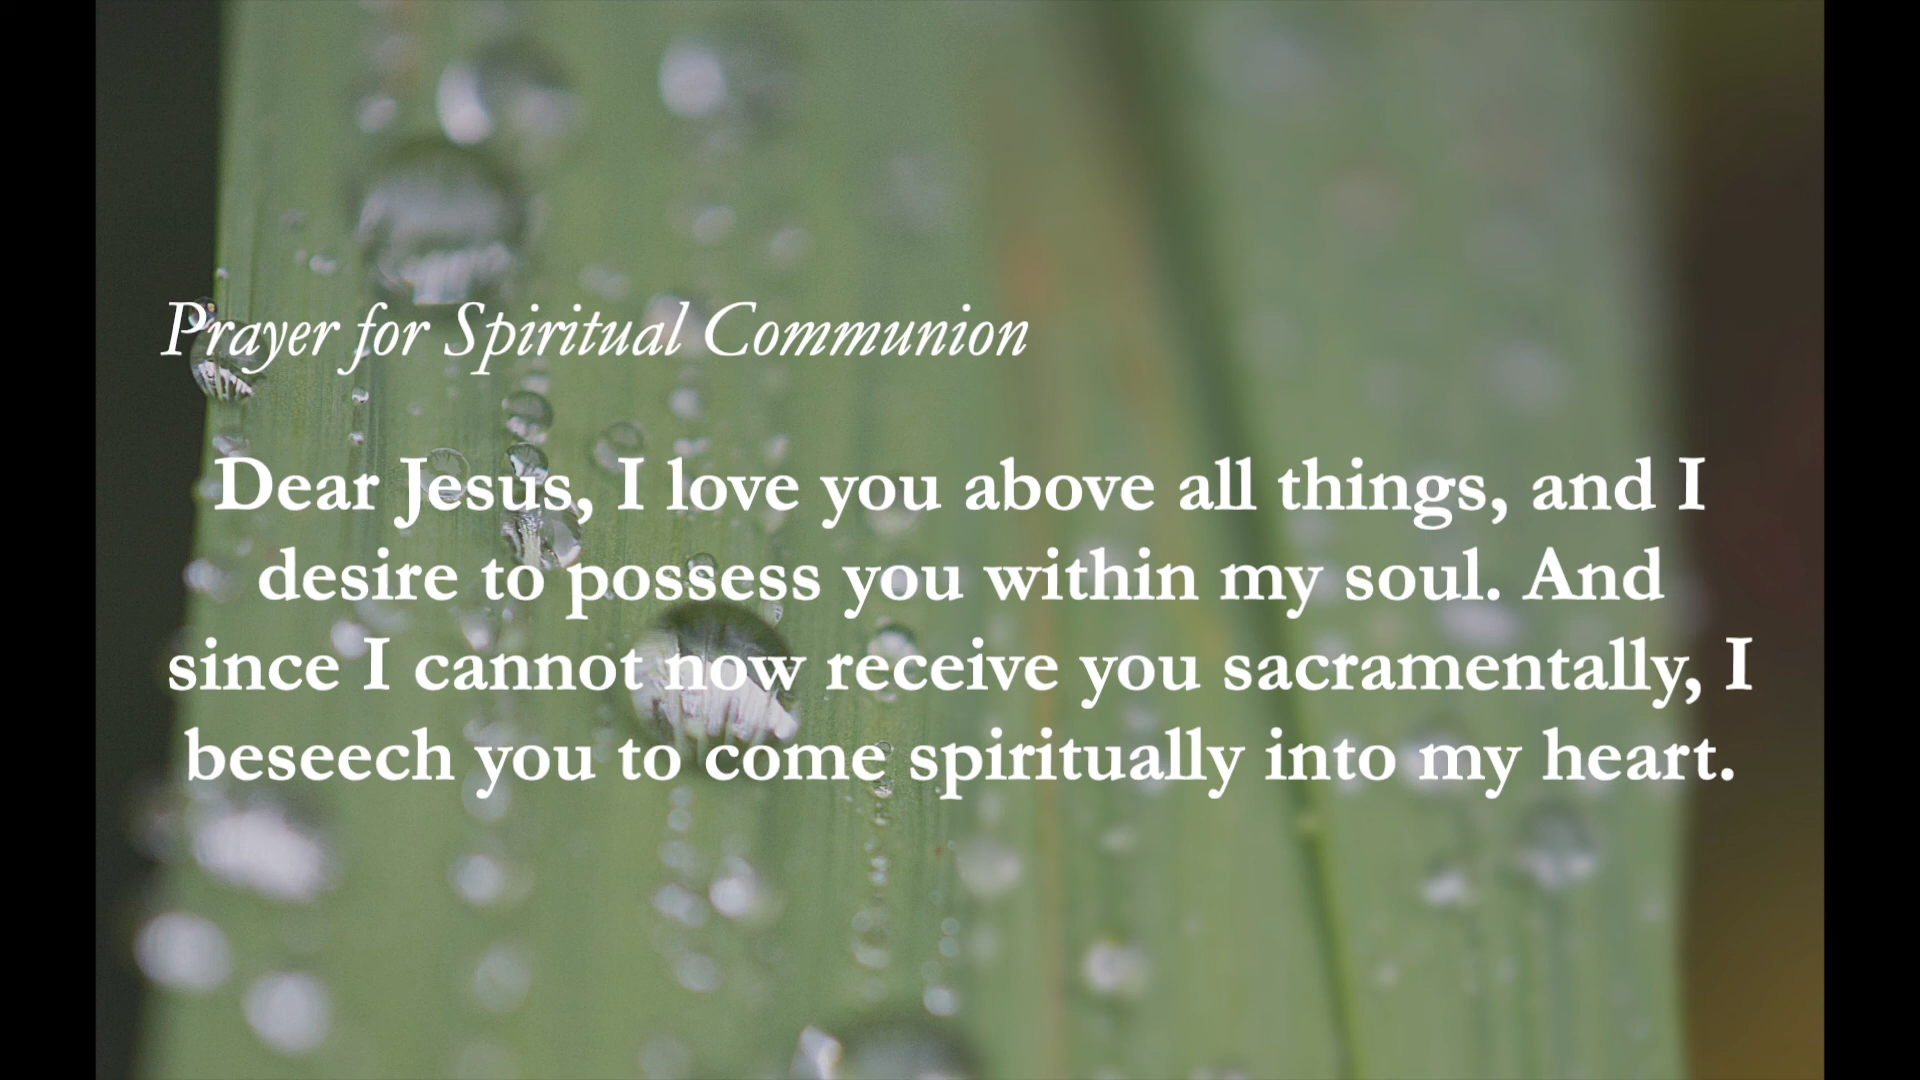 Prayer for Spiritual Communion
Dear Jesus, I love you above all things, and I
desire to possess you within my soul. And
since I cannot now receive you sacramentally, I
beseech you to come spiritually into my heart.